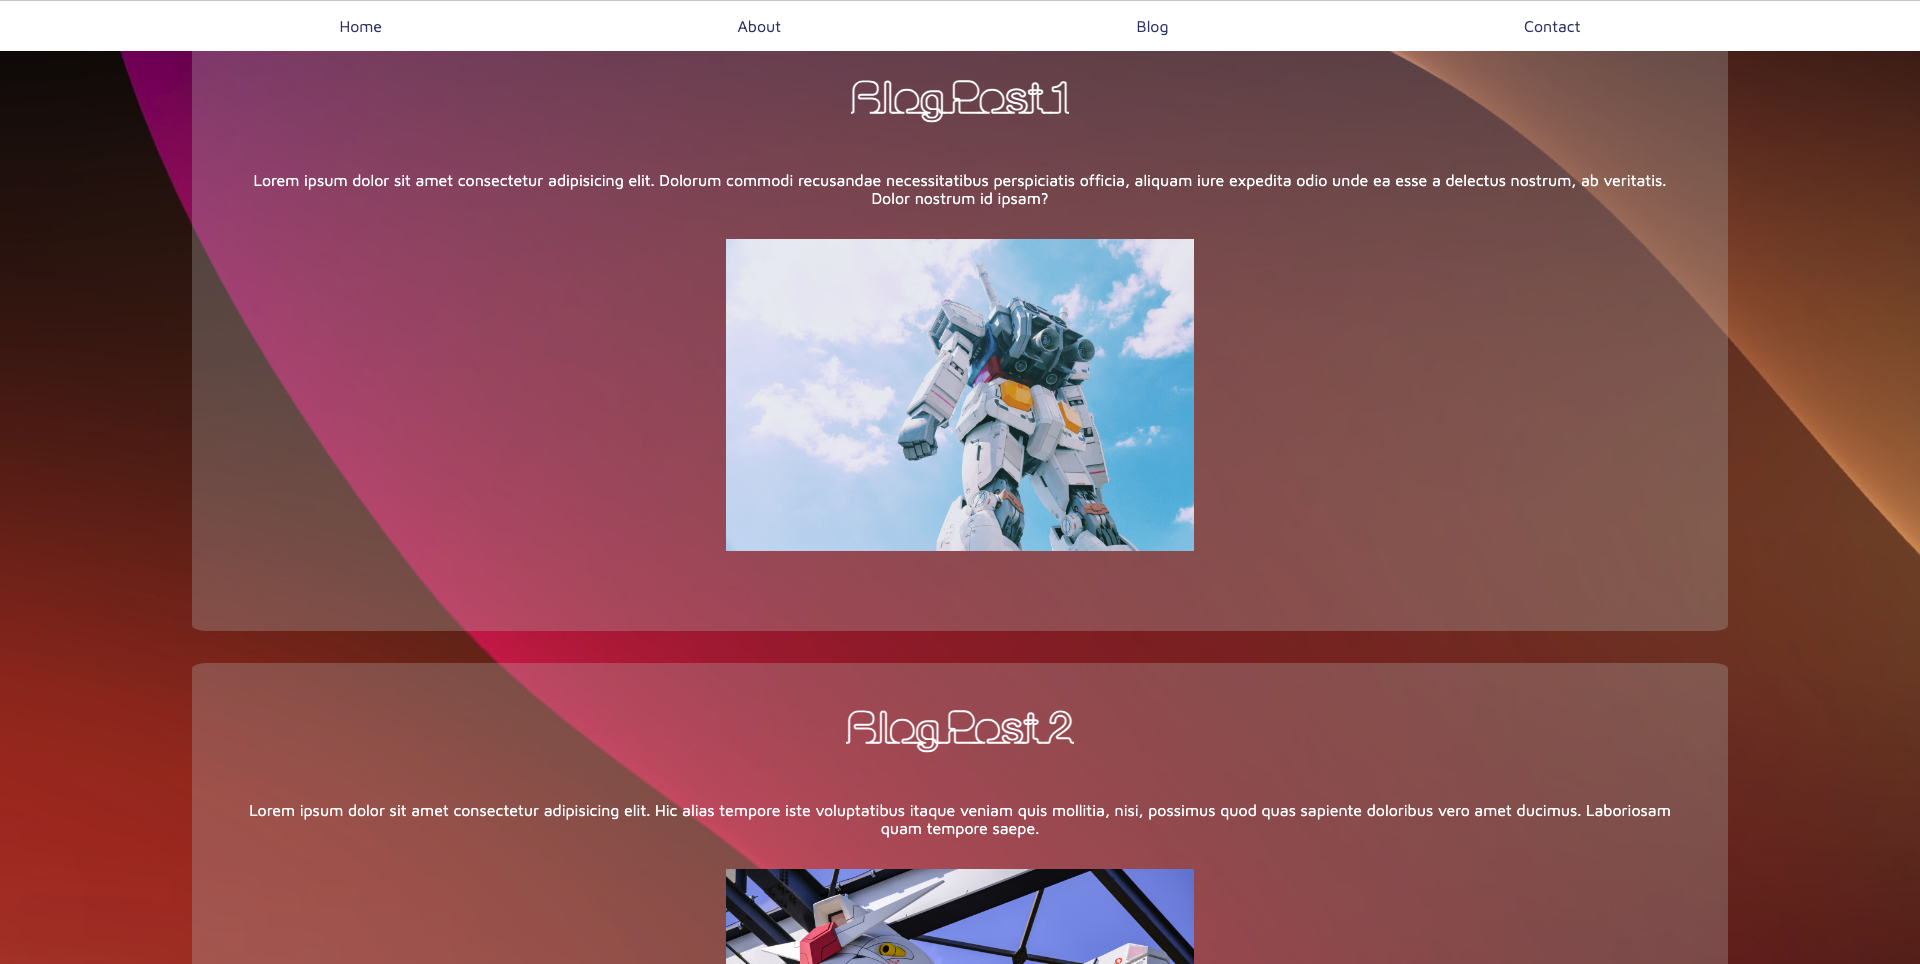 Home About Blog Contact
Blog Post 1
Lorem ipsum dolor sit amet consectetur adipisicing elit. Dolorum commodi recusandae necessitatibus perspiciatis officia, aliquam iure expedita odio unde ea esse a delectus nostrum, ab veritatis.
Dolor nostrum id ipsam?
Blog Post 2
Lorem ipsum dolor sit amet consectetur adipisicing elit. Hic alias tempore iste voluptatibus itaque veniam quis mollitia, nisi, possimus quod quas sapiente doloribus vero amet ducimus. Laboriosam
quam tempore saepe.